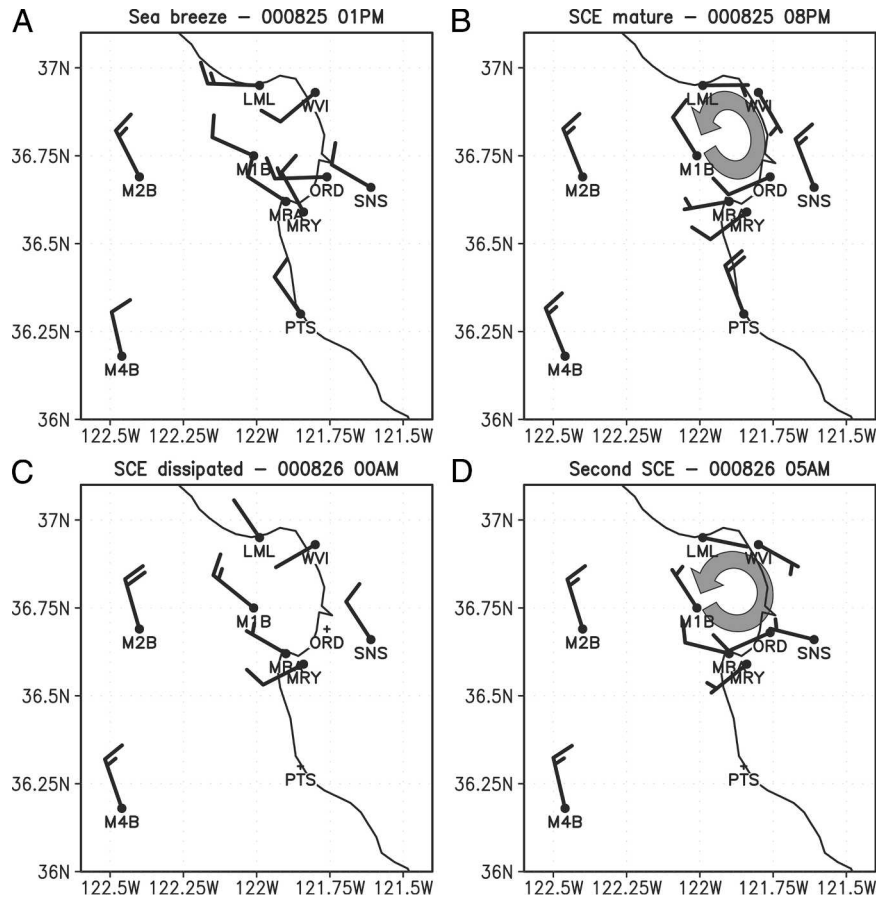 A
Sea breeze – 000825 01PM
37N
36.75N
36.5N
36.25N
36N
122.5W 122.25W 122W 121.75W 121.5W
LML
WVI
M1B
M2B
ORD
SNS
MRA
MRY
PTS
M4B
B
SCE mature – 000825 08PM
37N
36.75N
36.5N
36.25N
36N
122.5W 122.25W 122W 121.75W 121.5W
LML
WVI
M1B
M2B
ORD
SNS
MRA
MRY
PTS
M4B
C
SCE dissipated – 000826 00AM
37N
36.75N
36.5N
36.25N
36N
122.5W 122.25W 122W 121.75W 121.5W
LML
WVI
M1B
M2B
ORD
SNS
MRA
MRY
PTS
M4B
D
Second SCE – 000826 05AM
37N
36.75N
36.5N
36.25N
36N
122.5W 122.25W 122W 121.75W 121.5W
LML
WVI
M1B
M2B
ORD
SNS
MRA
MRY
PTS
M4B